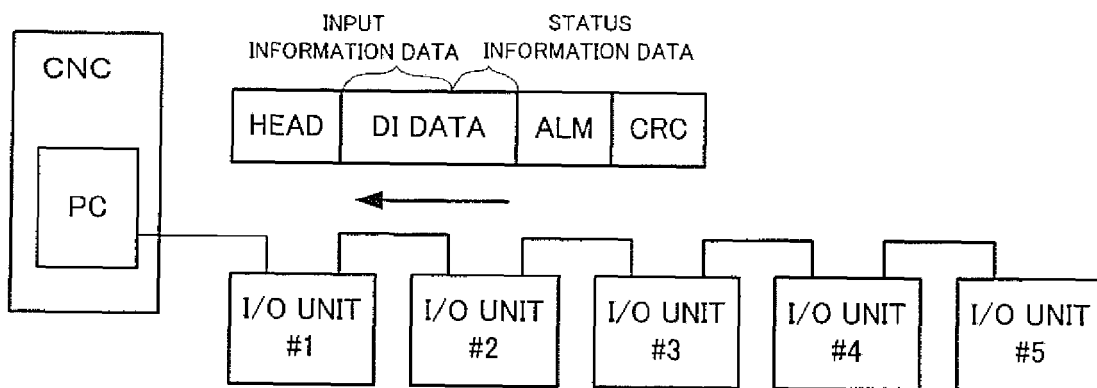 INPUT
INFORMATION DATA
STATUS
INFORMATION DATA
CNC
HEAD
DI DATA
ALM
CRC
PC
I/O UNIT
#1
I/O UNIT
#2
I/O UNIT
#3
I/O UNIT
#4
I/O UNIT
#5